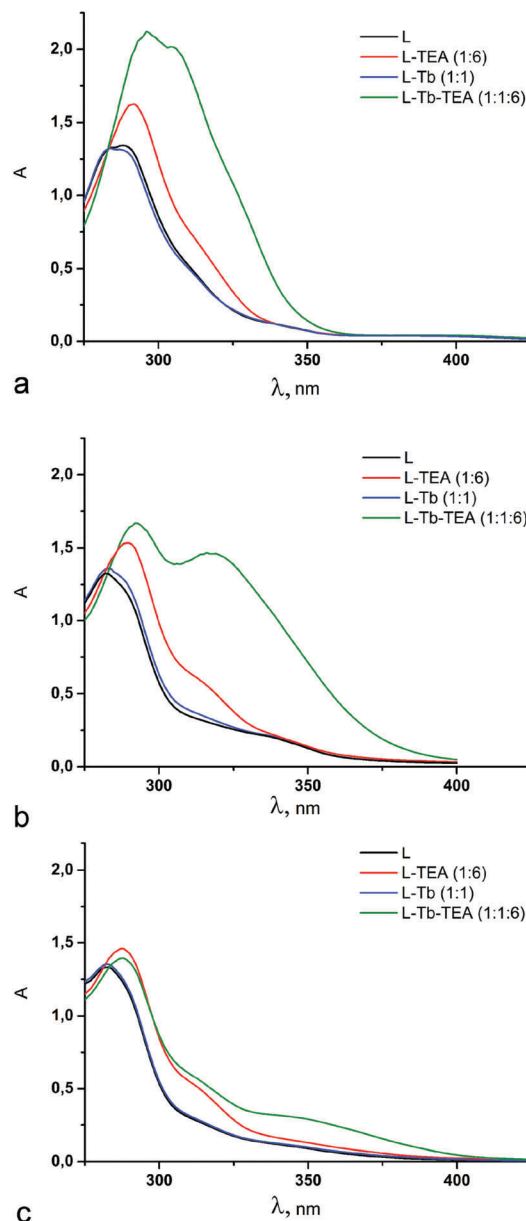 L
L-TEA (1:6)
L-Tb (1:1)
L-Tb-TEA (1:1:6)
2,0
1,5
1,0
0,5
0,0
A
300
350
400
λ, nm
a
L
L-TEA (1:6)
L-Tb (1:1)
L-Tb-TEA (1:1:6)
2,0
1,5
1,0
0,5
0,0
A
300
350
400
λ, nm
b
L
L-TEA (1:6)
L-Tb (1:1)
L-Tb-TEA (1:1:6)
2,0
1,5
1,0
0,5
0,0
A
300
350
400
λ, nm
c